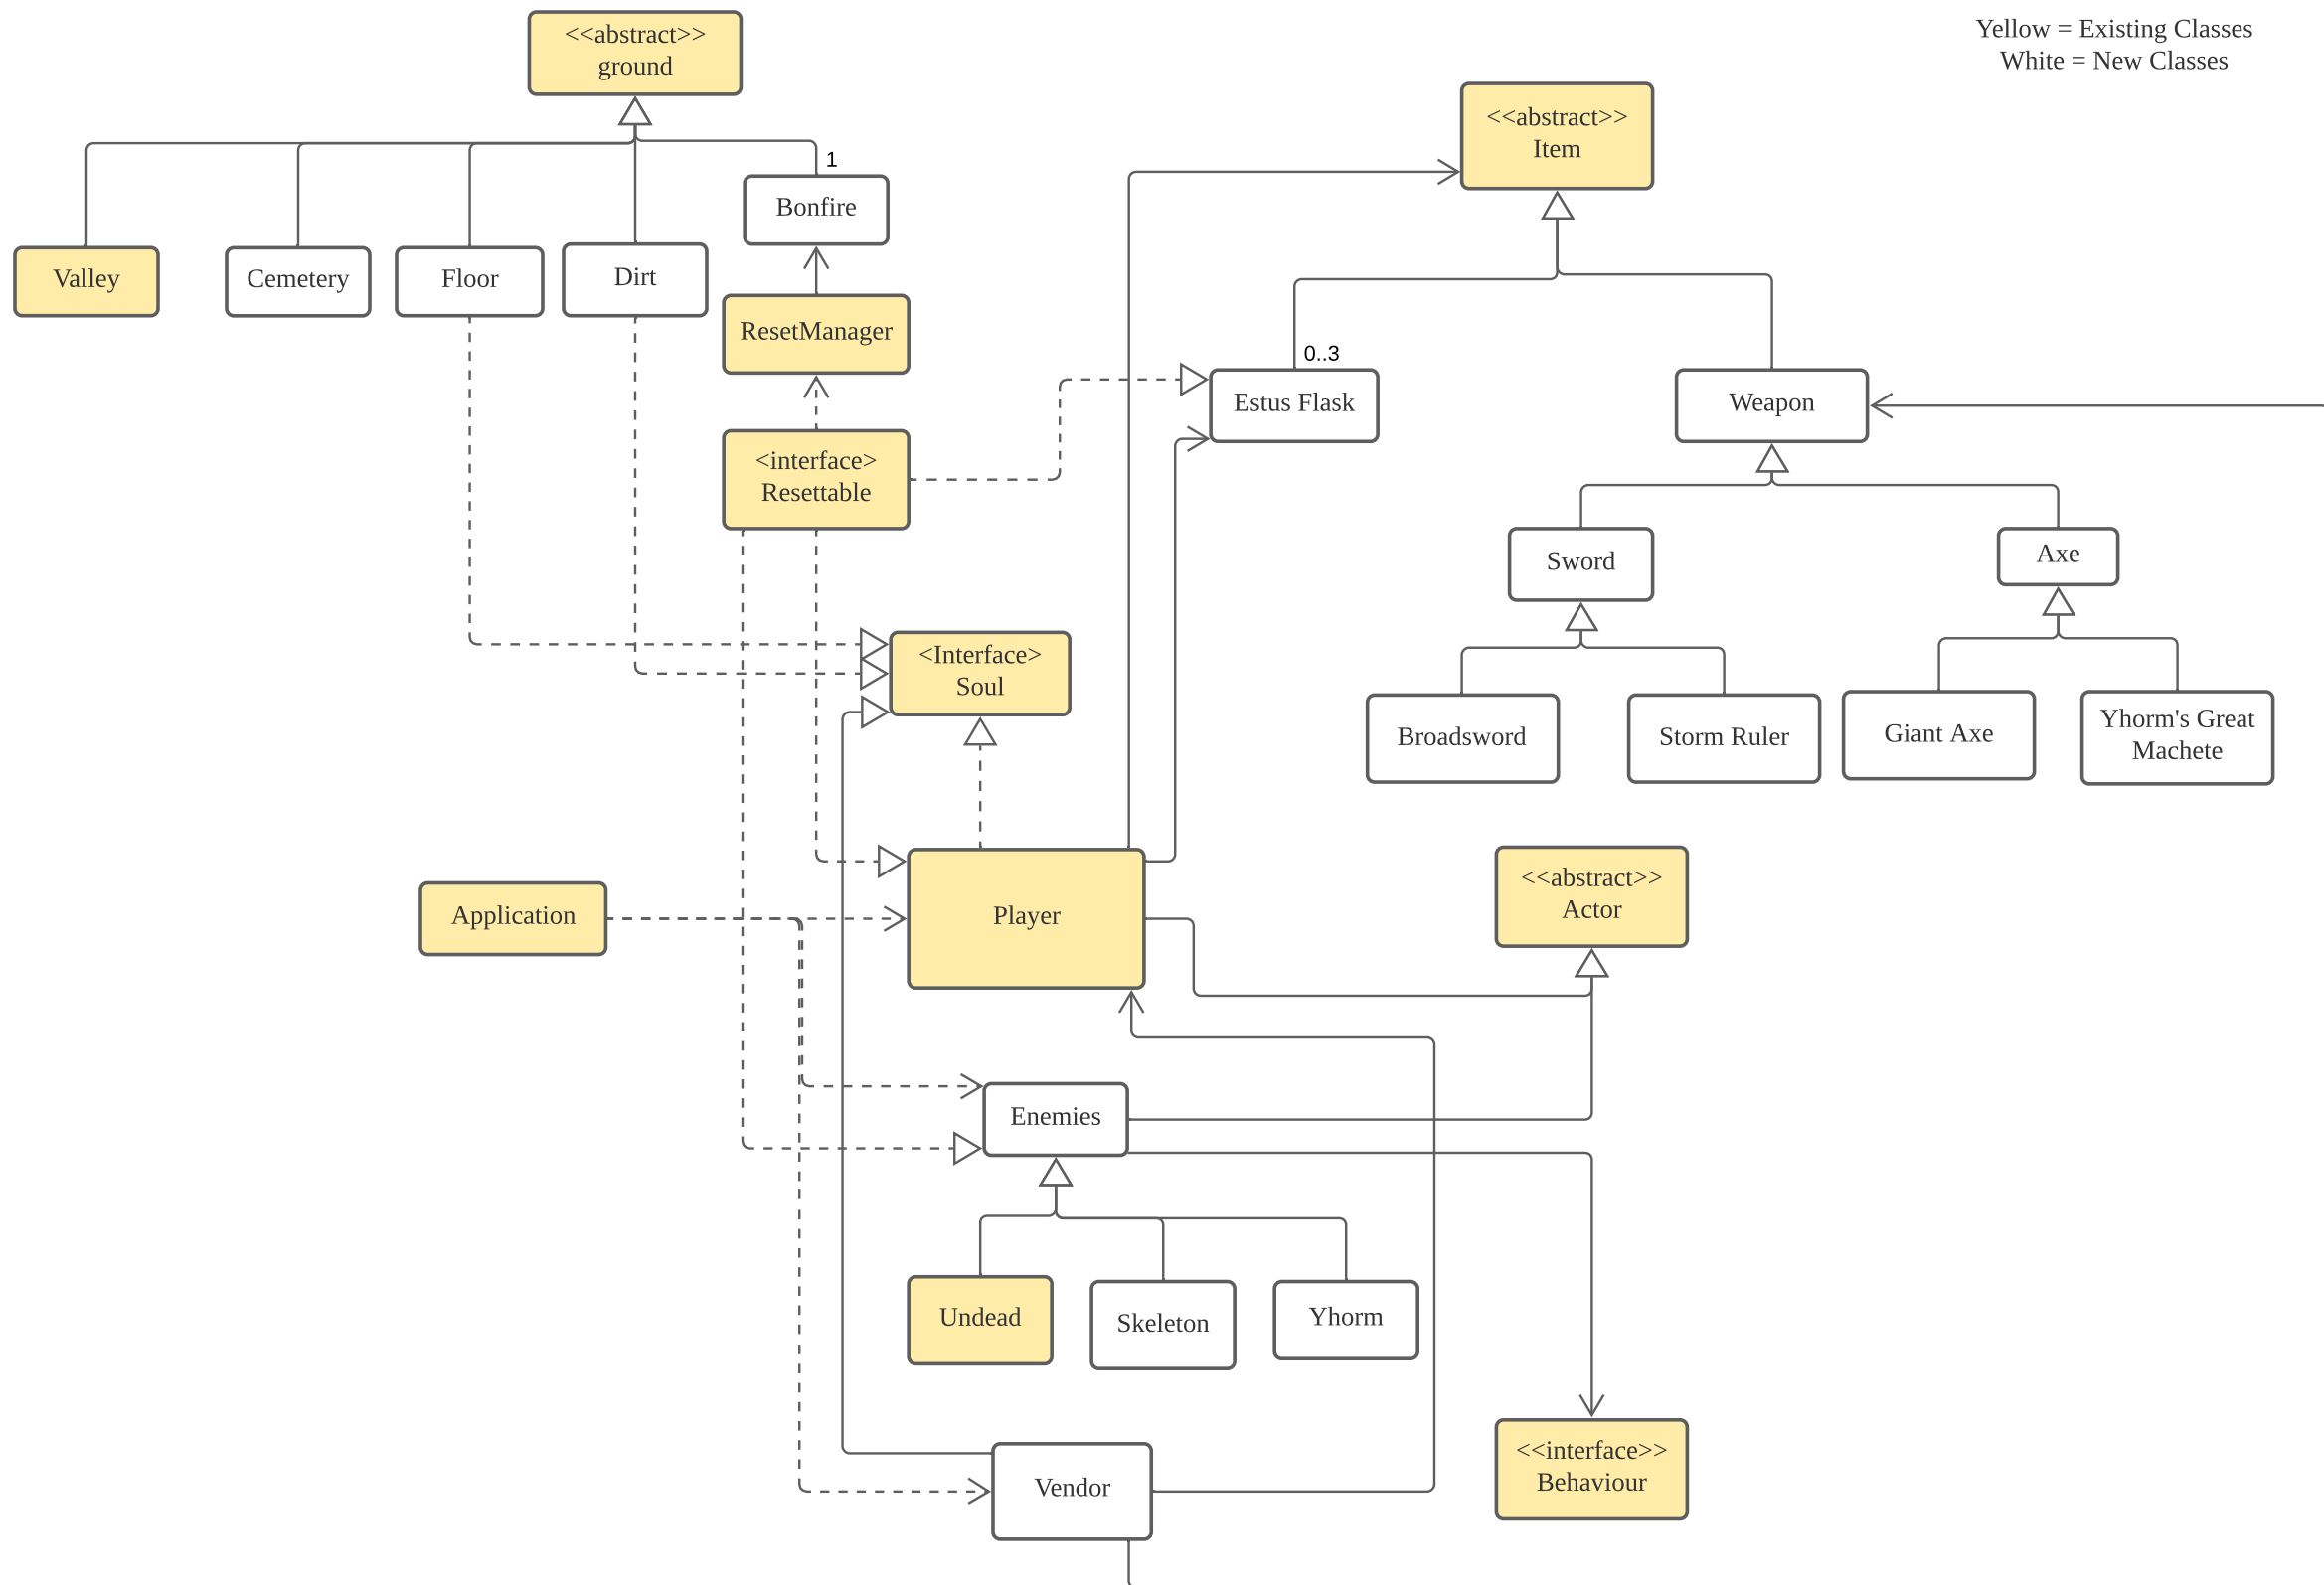 <<abstract>>
ground
Yellow = Existing Classes
White = New Classes
<<abstract>>
Item
1
Bonfire
Valley
Cemetery
Floor
Dirt
ResetManager
0..3
Estus Flask
Weapon
<interface>
Resettable
Sword
Axe
<Interface>
Soul
Broadsword
Storm Ruler
Giant Axe
Yhorm's Great
Machete
<<abstract>>
Actor
Application
Player
Enemies
Undead
Skeleton
Yhorm
<<interface>>
Behaviour
Vendor